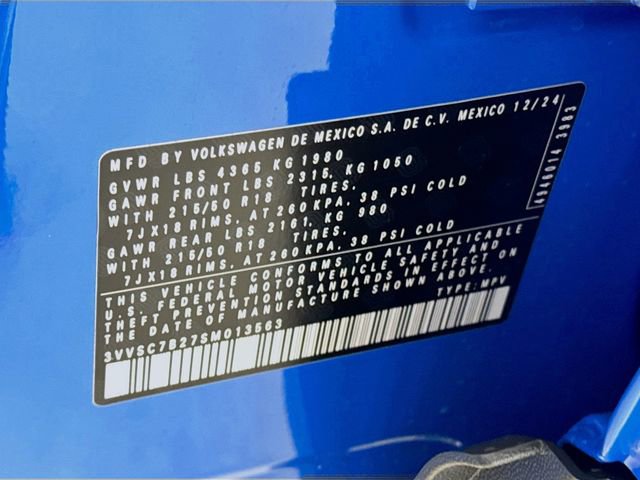 MFD BY VOLKSWAGEN DE MEXICO S.A. DE C.V. MEXICO 12/24
GVWR LBS 4365 KG 1980
GAWR FRONT LBS 2315, KG 1050
WITH 215/50 R18 TIRES,
7JX18 RIMS, AT 260 KPA, 38 PSI COLD
GAWR REAR LBS 2161, KG 980
WITH 215/50 R18 TIRES,
7JX18 RIMS, AT 260 KPA, 38 PSI COLD
THIS VEHICLE CONFORMS TO ALL APPLICABLE
U.S. FEDERAL MOTOR VEHICLE SAFETY AND
THEFT PREVENTION STANDARDS IN EFFECT ON
THE DATE OF MANUFACTURE SHOWN ABOVE.
3VVSC7B27SM013563 TYPE: MPV
4946014 3983